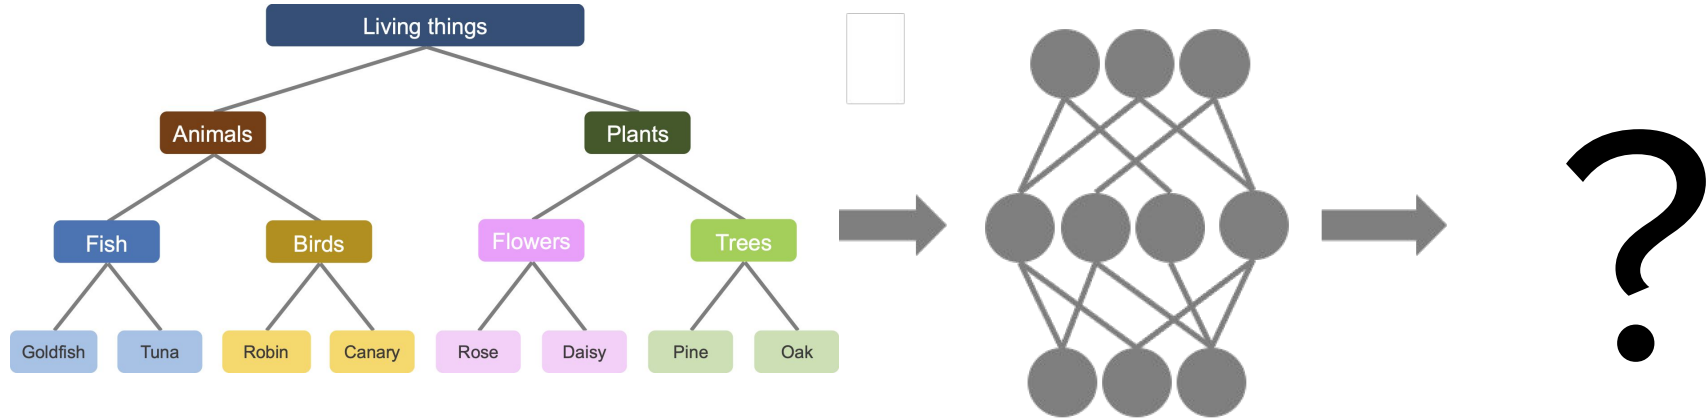 Living things
Animals
Plants
Fish
Birds
Flowers
Trees
Goldfish
Tuna
Robin
Canary
Rose
Daisy
Pine
Oak
?